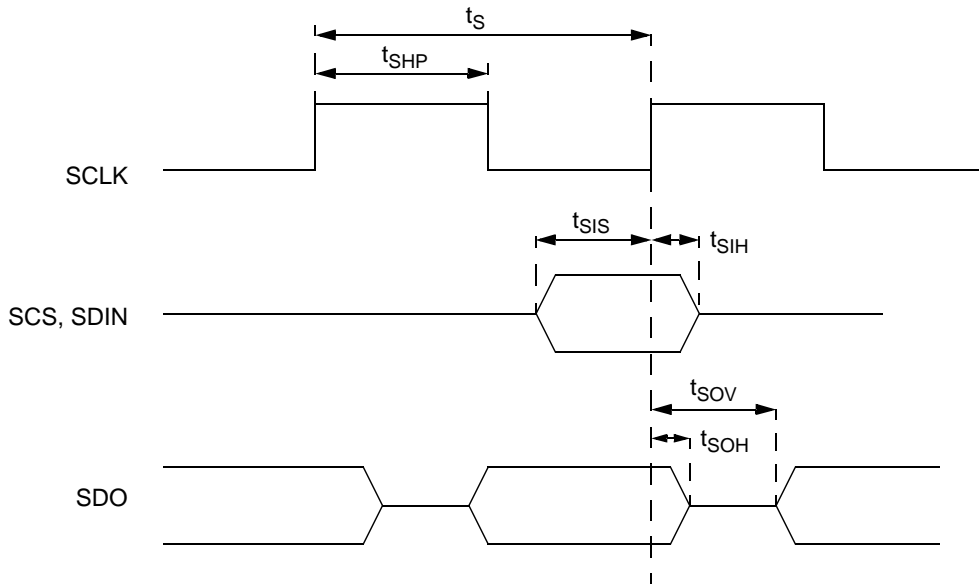 tS
tSHP
SCLK
tSIS
tSIH
SCS, SDIN
tSOV
tSOH
SDO